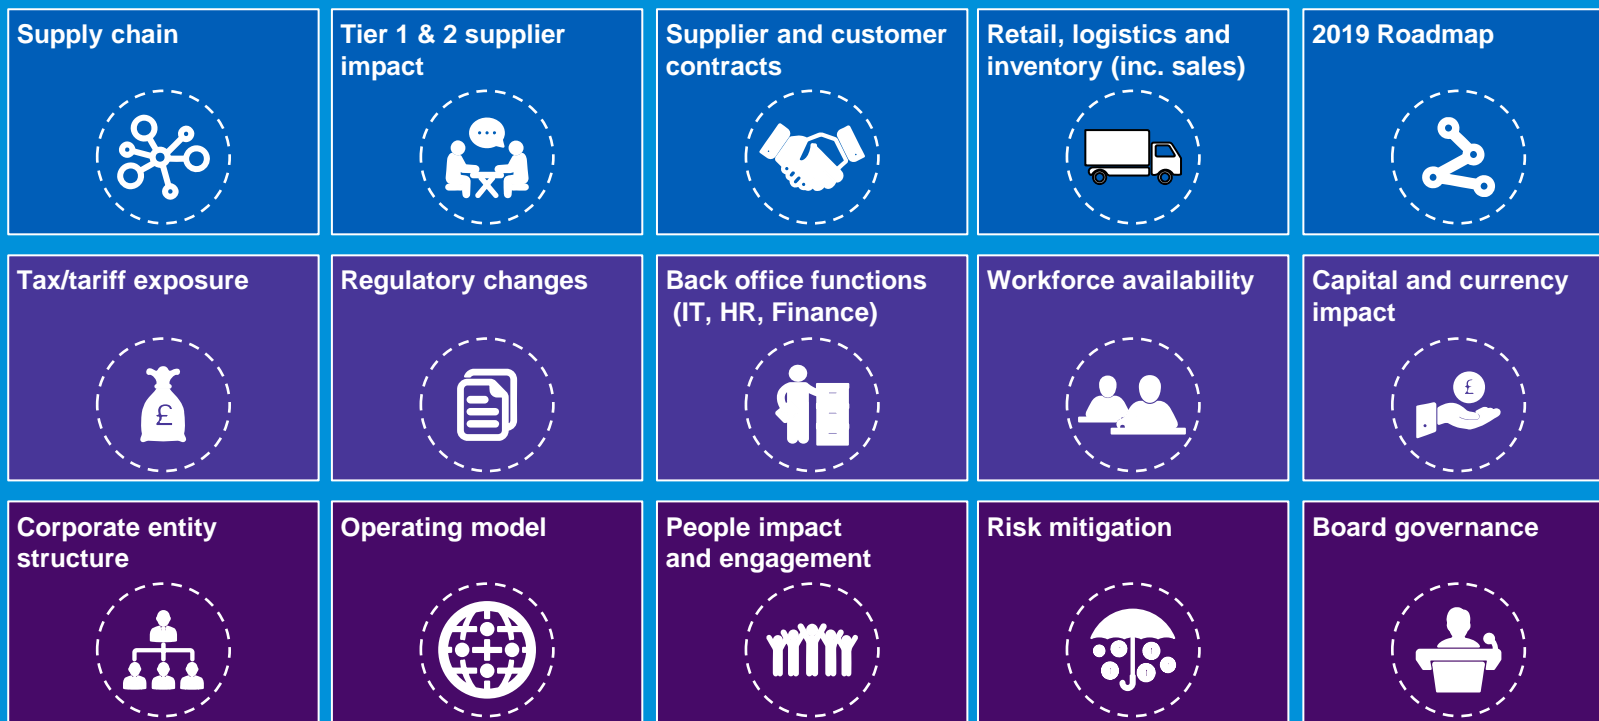 Supply chain
Tier 1 & 2 supplier
impact
Supplier and customer
contracts
Retail, logistics and
inventory (inc. sales)
2019 Roadmap
Tax/tariff exposure
£
Regulatory changes
Back office functions
(IT, HR, Finance)
Workforce availability
Capital and currency
impact
£
Corporate entity
structure
Operating model
People impact
and engagement
Risk mitigation
Board governance